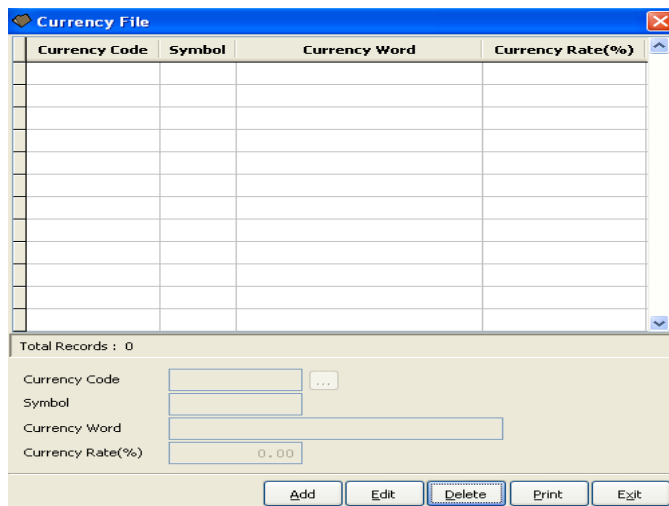 Currency File
Currency Code Symbol Currency Word Currency Rate(%)
Total Records : 0
Currency Code ...
Symbol
Currency Word
Currency Rate(%) 0.00
Add Edit Delete Print Exit